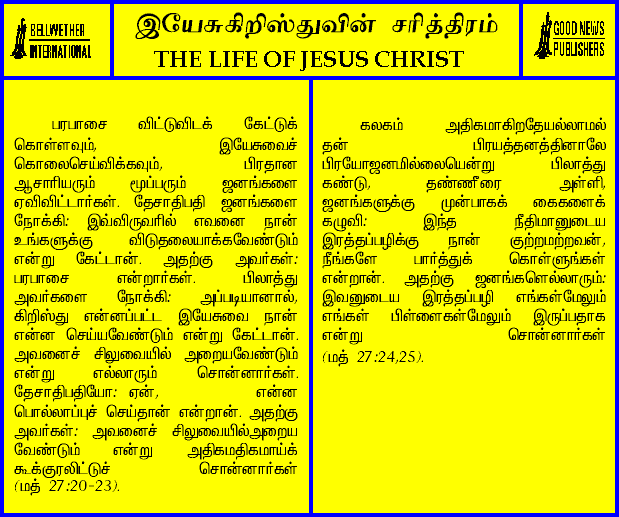 BELLWETHER
INTERNATIONAL
இயேசுகிறிஸ்துவின் சரித்திரம்
THE LIFE OF JESUS CHRIST
GOOD NEWS
PUBLISHERS
பரபாசை விட்டுவிடக் கேட்டுக்
கொள்ளவும், இயேசுவைச்
கொலைசெய்விக்கவும், பிரதான
ஆசாரியரும் மூப்பரும் ஜனங்களை
ஏவிவிட்டார்கள். தேசாதிபதி ஜனங்களை
நோக்கி: இவ்விருவரில் எவனை நான்
உங்களுக்கு விடுதலையாக்கவேண்டும்
என்று கேட்டான். அதற்கு அவர்கள்:
பரபாசை என்றார்கள். பிலாத்து
அவர்களை நோக்கி: அப்படியானால்,
கிறிஸ்து என்னப்பட்ட இயேசுவை நான்
என்ன செய்யவேண்டும் என்று கேட்டான்.
அவனைச் சிலுவையில் அறையவேண்டும்
என்று எல்லாரும் சொன்னார்கள்.
தேசாதிபதியோ: ஏன், என்ன
பொல்லாப்புச் செய்தான் என்றான். அதற்கு
அவர்கள்: அவனைச் சிலுவையில்அறைய
வேண்டும் என்று அதிகமதிகமாய்க்
கூக்குரலிட்டுச் சொன்னார்கள்
(மத் 27:20-23).
கலகம் அதிகமாகிறதேயல்லாமல்
தன் பிரயத்தனத்தினாலே
பிரயோஜனமில்லையென்று பிலாத்து
கண்டு, தண்ணீரை அள்ளி,
ஜனங்களுக்கு முன்பாகக் கைகளைக்
கழுவி: இந்த நீதிமானுடைய
இரத்தப்பழிக்கு நான் குற்றமற்றவன்,
நீங்களே பார்த்துக் கொள்ளுங்கள்
என்றான். அதற்கு ஜனங்களெல்லாரும்:
இவனுடைய இரத்தப்பழி எங்கள்மேலும்
எங்கள் பிள்ளைகள்மேலும் இருப்பதாக
என்று சொன்னார்கள்
(மத் 27:24,25).